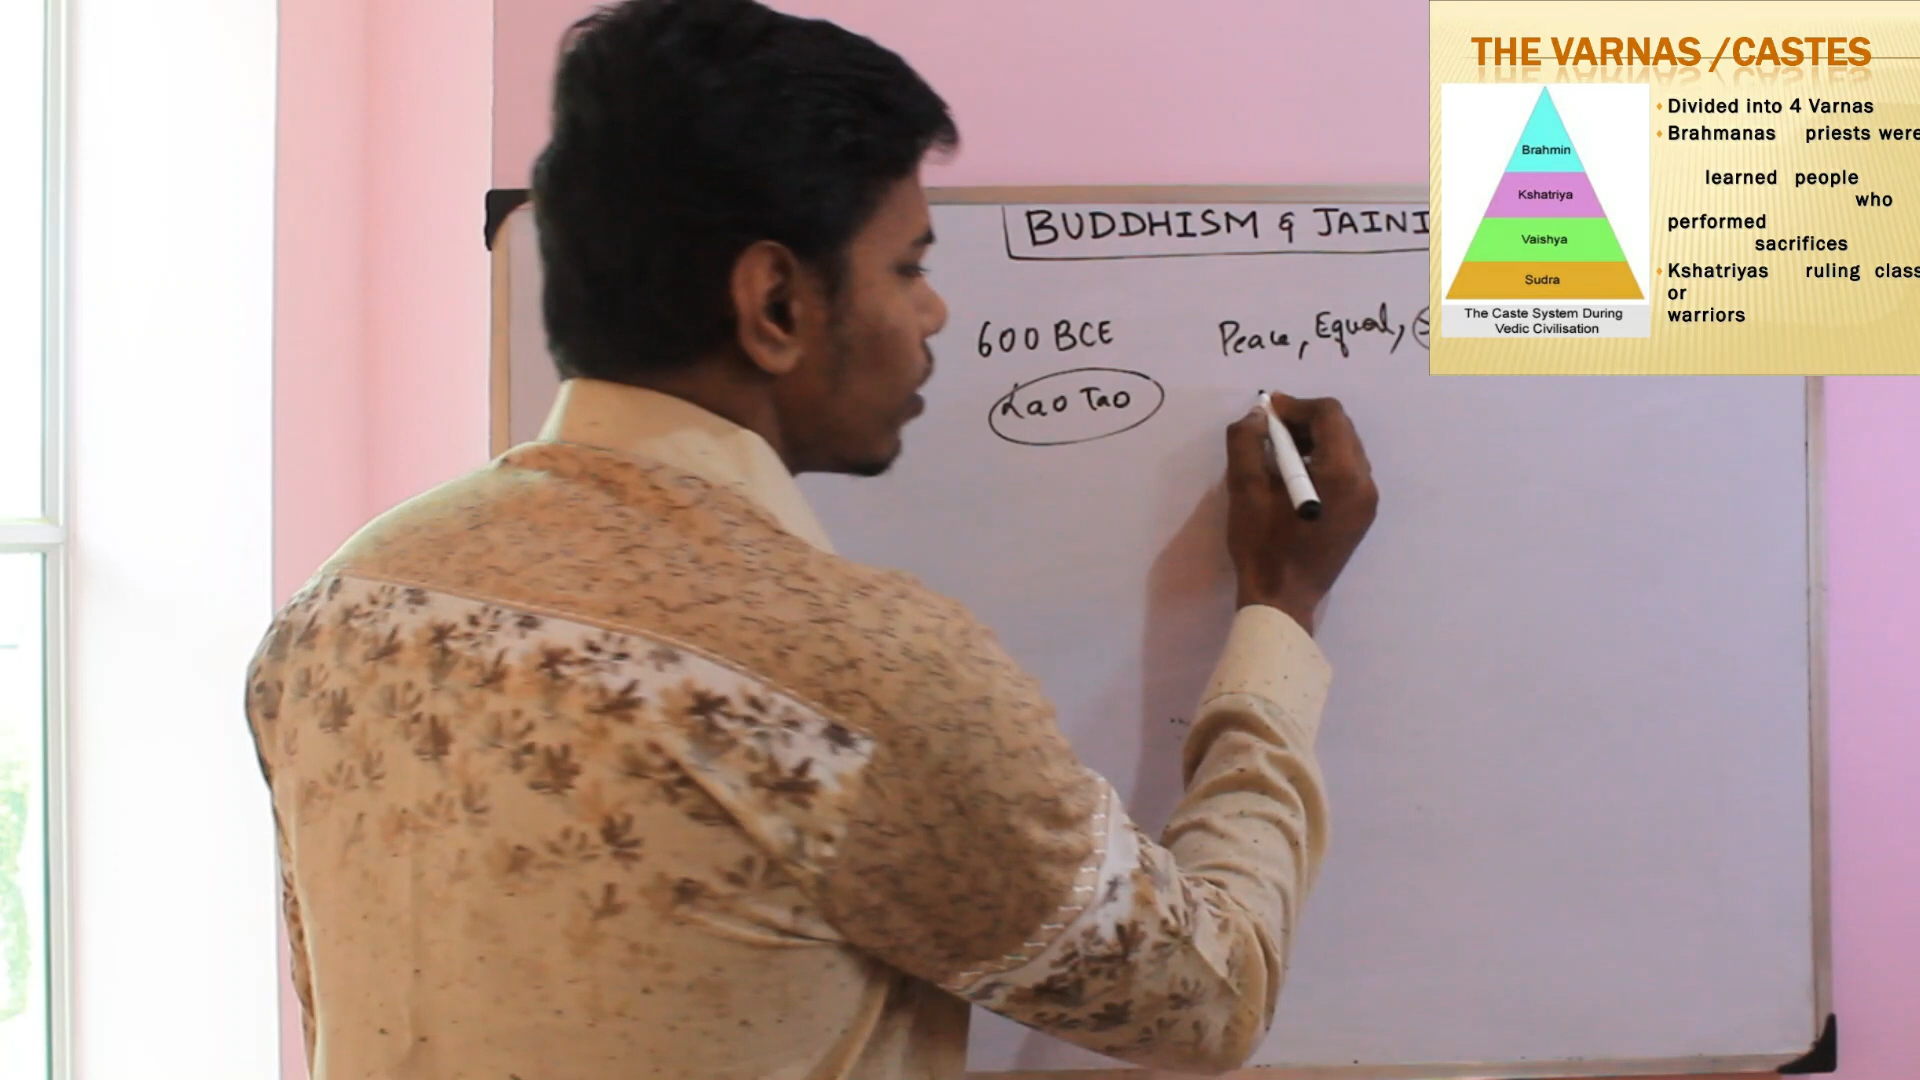 BUDDHISM & JAINI
600 BCE
Peace, Equal,
Lao Tao
THE VARNAS /CASTES
Brahmin
Kshatriya
Vaishya
Sudra
The Caste System During
Vedic Civilisation
Divided into 4 Varnas
Brahmanas priests were
learned people
who
performed
sacrifices
Kshatriyas ruling class
or
warriors